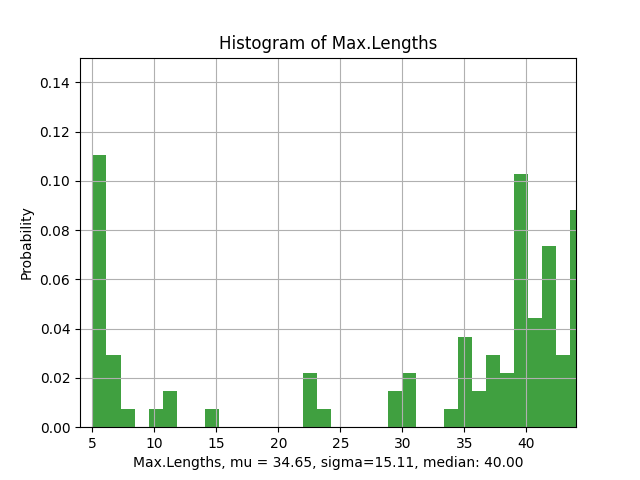 Histogram of Max.Lengths
0.14
0.12
0.10
0.08
0.06
0.04
0.02
0.00
Probability
5 10 15 20 25 30 35 40
Max.Lengths, mu = 34.65, sigma=15.11, median: 40.00